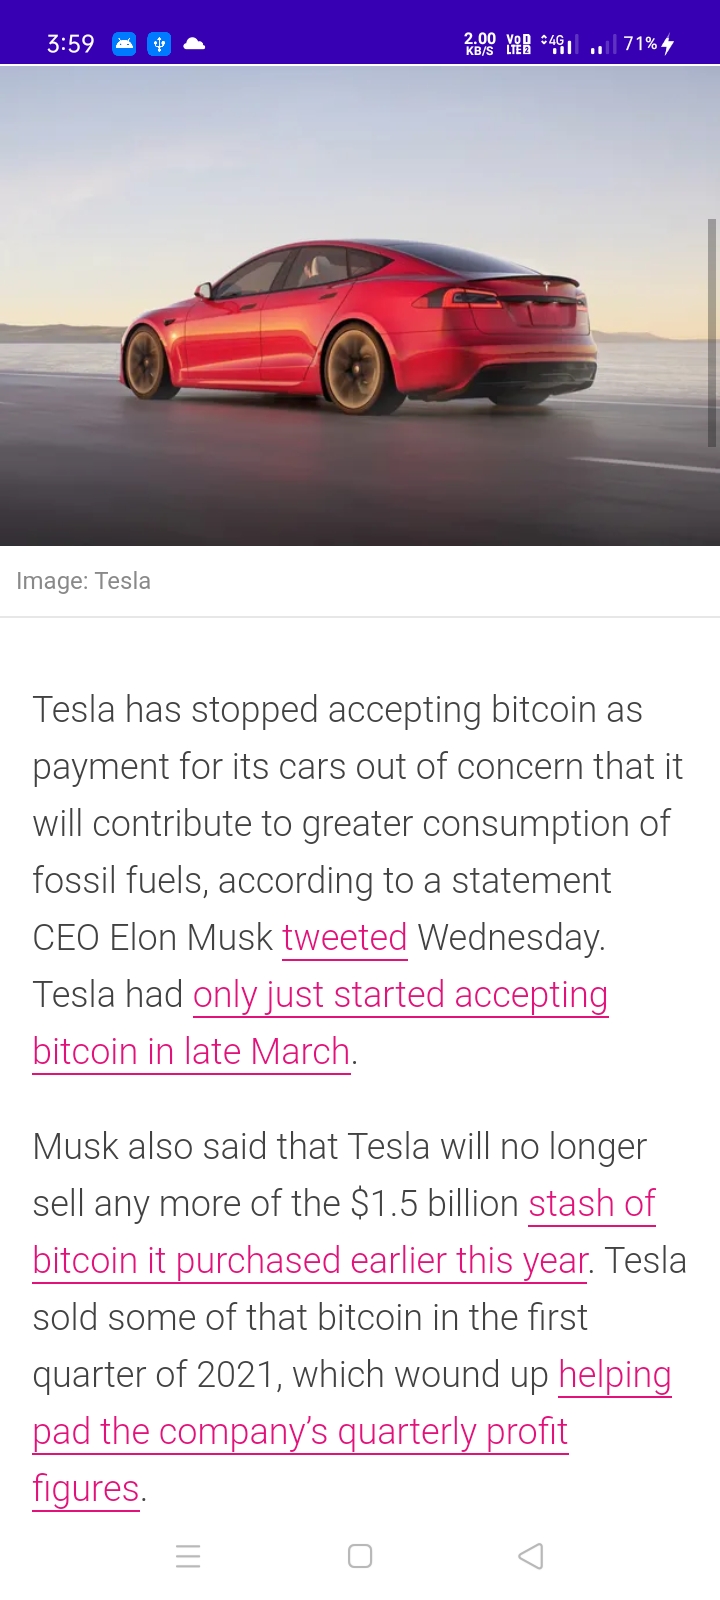 3:59
2.00 KB/S VoD LTE2 4G 71%
Image: Tesla
Tesla has stopped accepting bitcoin as
payment for its cars out of concern that it
will contribute to greater consumption of
fossil fuels, according to a statement
CEO Elon Musk tweeted Wednesday.
Tesla had only just started accepting
bitcoin in late March.
Musk also said that Tesla will no longer
sell any more of the $1.5 billion stash of
bitcoin it purchased earlier this year. Tesla
sold some of that bitcoin in the first
quarter of 2021, which wound up helping
pad the company’s quarterly profit
figures.